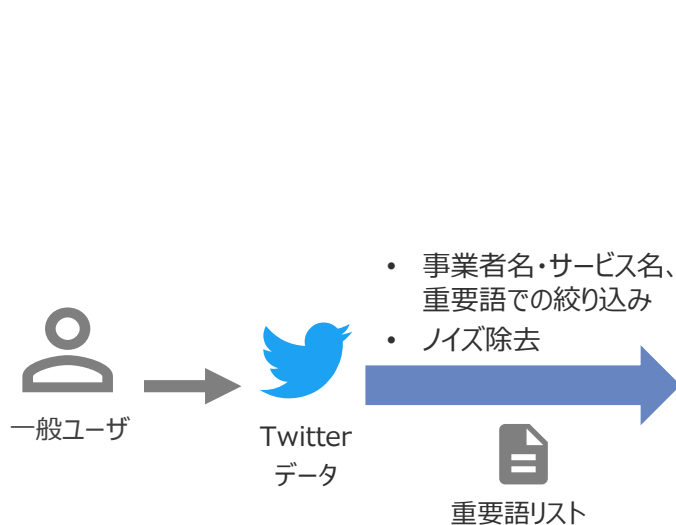 • 事業者名・サービス名、
重要語での絞り込み
• ノイズ除去
一般ユーザ
Twitter
データ
重要語リスト